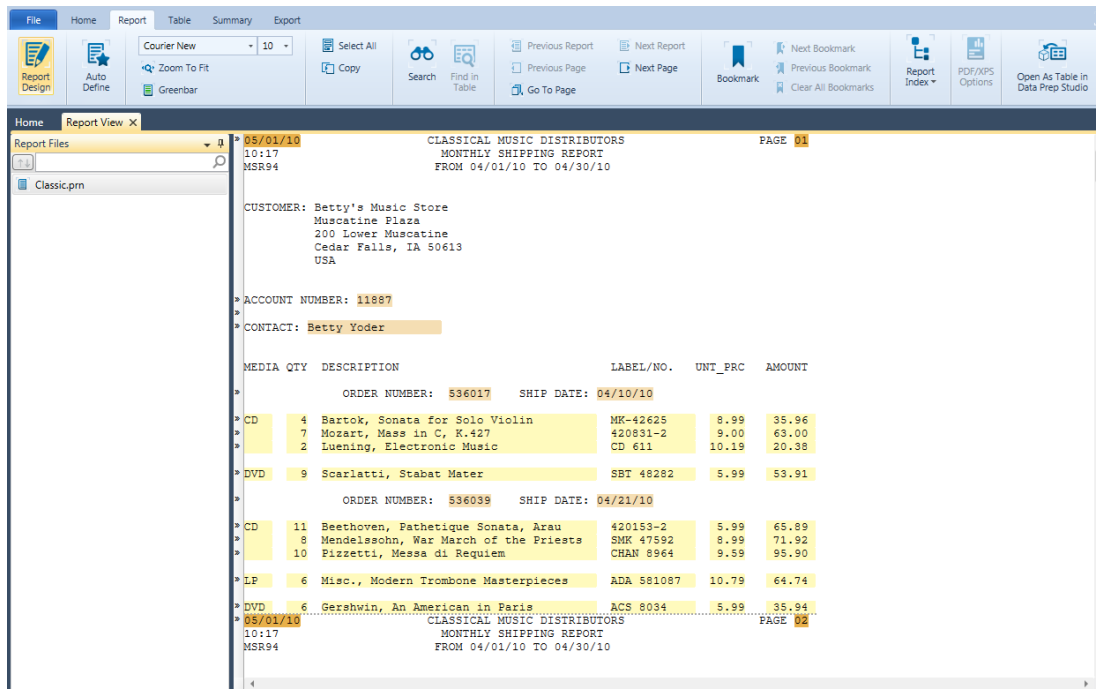 File Home Report Table Summary Export
Report Design
Auto Define
Courier New 10
Zoom To Fit
Greenbar
Select All
Copy
Search
Find in Table
Previous Report
Previous Page
Go To Page
Next Report
Next Page
Bookmark
Next Bookmark
Previous Bookmark
Clear All Bookmarks
Report Index
PDF/XPS Options
Open As Table in Data Prep Studio
Home Report View
Report Files
Classic.prn
05/01/10 CLASSICAL MUSIC DISTRIBUTORS PAGE 01
10:17 MONTHLY SHIPPING REPORT
MSR94 FROM 04/01/10 TO 04/30/10
CUSTOMER: Betty's Music Store
Muscatine Plaza
200 Lower Muscatine
Cedar Falls, IA 50613
USA
ACCOUNT NUMBER: 11887
CONTACT: Betty Yoder
MEDIA QTY DESCRIPTION LABEL/NO. UNT_PRC AMOUNT
ORDER NUMBER: 536017 SHIP DATE: 04/10/10
CD 4 Bartok, Sonata for Solo Violin MK-42625 8.99 35.96
7 Mozart, Mass in C, K.427 420831-2 9.00 63.00
2 Luening, Electronic Music CD 611 10.19 20.38
DVD 9 Scarlatti, Stabat Mater SBT 48282 5.99 53.91
ORDER NUMBER: 536039 SHIP DATE: 04/21/10
CD 11 Beethoven, Pathetique Sonata, Arau 420153-2 5.99 65.89
8 Mendelssohn, War March of the Priests SMK 47592 8.99 71.92
10 Pizzetti, Messa di Requiem CHAN 8964 9.59 95.90
LP 6 Misc., Modern Trombone Masterpieces ADA 581087 10.79 64.74
DVD 6 Gershwin, An American in Paris ACS 8034 5.99 35.94
05/01/10 CLASSICAL MUSIC DISTRIBUTORS PAGE 02
10:17 MONTHLY SHIPPING REPORT
MSR94 FROM 04/01/10 TO 04/30/10